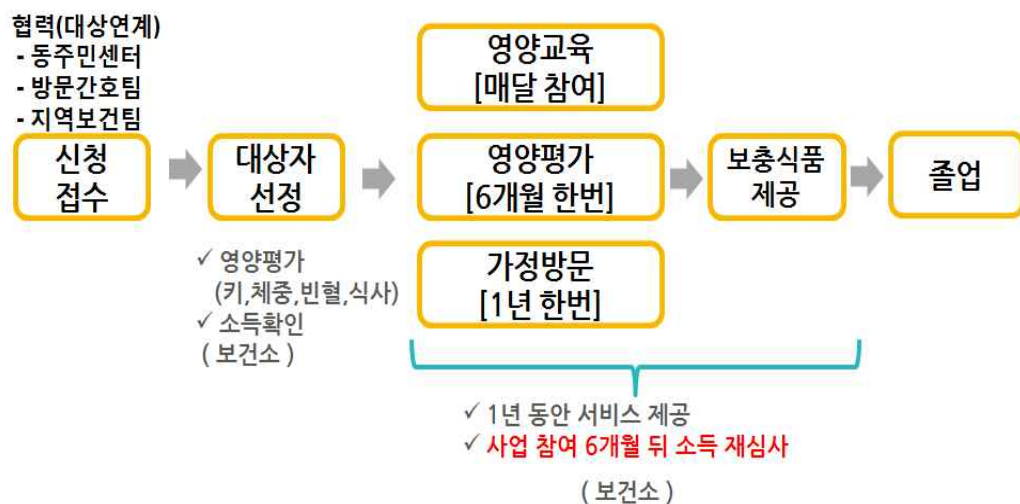 협력(대상연계)
- 동주민센터
- 방문간호팀
- 지역보건팀
신청
접수
대상자
선정
✓ 영양평가
(키,체중,빈혈,식사)
✓ 소득확인
( 보건소 )
영양교육
[매달 참여]
영양평가
[6개월 한번]
가정방문
[1년 한번]
보충식품
제공
졸업
✓ 1년 동안 서비스 제공
✓ 사업 참여 6개월 뒤 소득 재심사
( 보건소 )